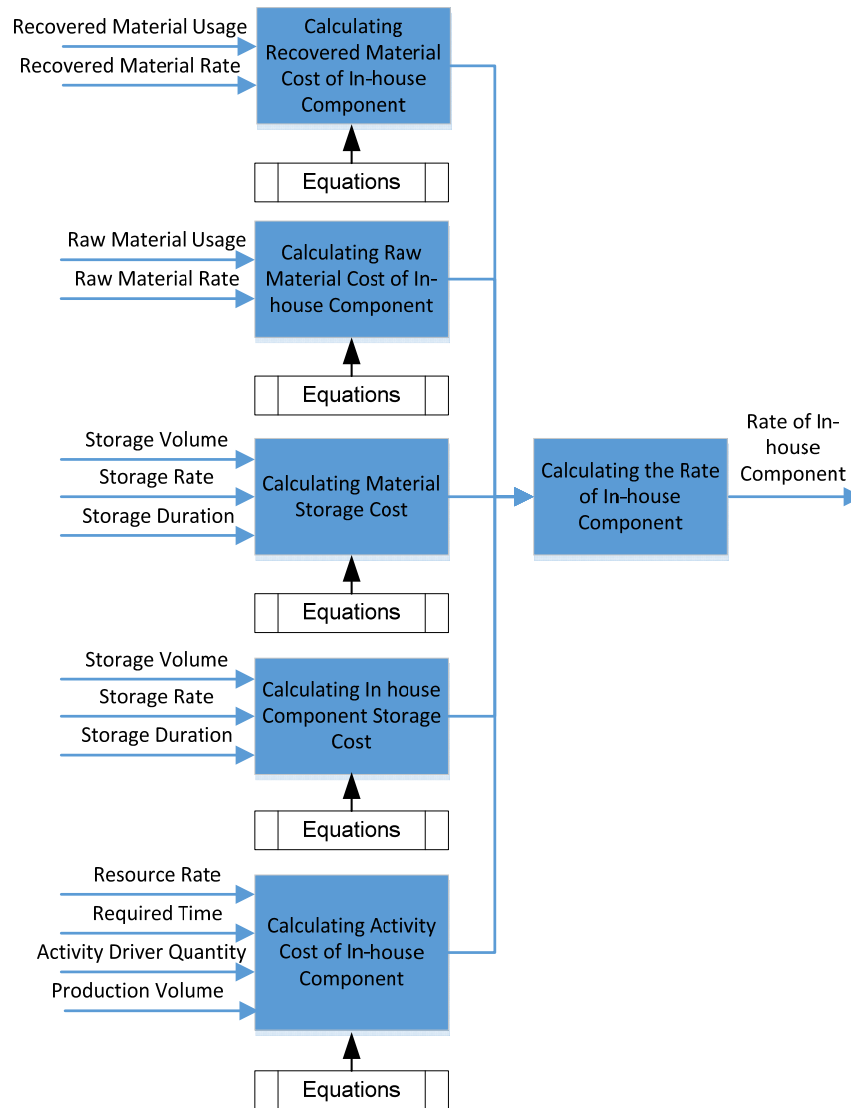 Recovered Material Usage
Recovered Material Rate
Calculating
Recovered Material
Cost of In-house
Component
Equations
Raw Material Usage
Raw Material Rate
Calculating Raw
Material Cost of In-
house Component
Equations
Storage Volume
Storage Rate
Storage Duration
Calculating Material
Storage Cost
Equations
Calculating the Rate
of In-house
Component
Rate of In-
house
Component
Storage Volume
Storage Rate
Storage Duration
Calculating In house
Component Storage
Cost
Equations
Resource Rate
Required Time
Activity Driver Quantity
Production Volume
Calculating Activity
Cost of In-house
Component
Equations